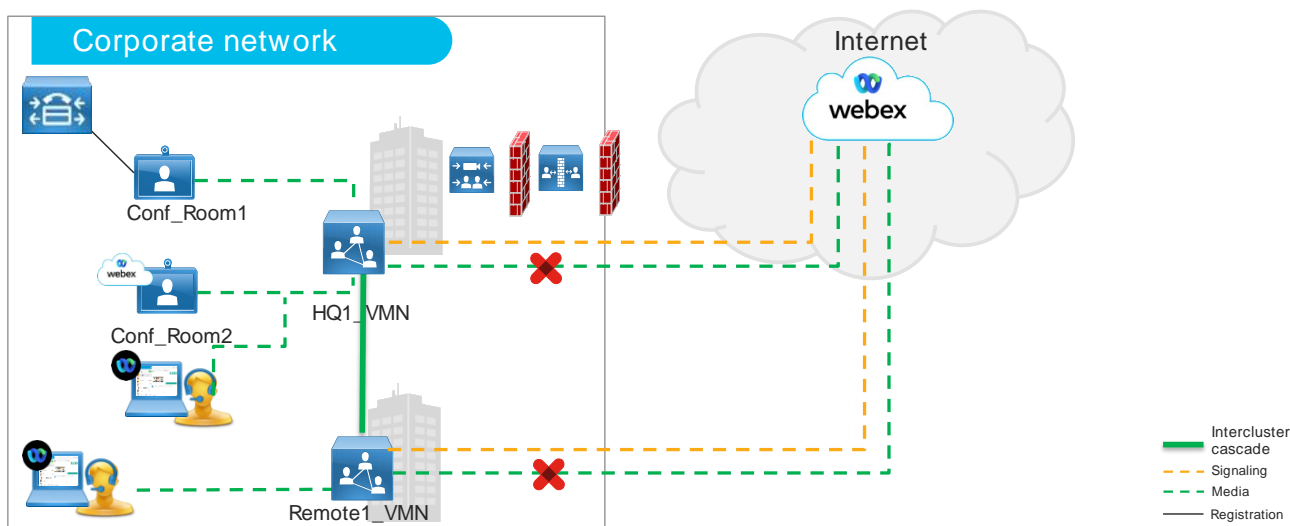 Corporate network
Internet
webex
Conf_Room1
webex
HQ1_VMN
Conf_Room2
Remote1_VMN
Intercluster
cascade
Signaling
Media
Registration